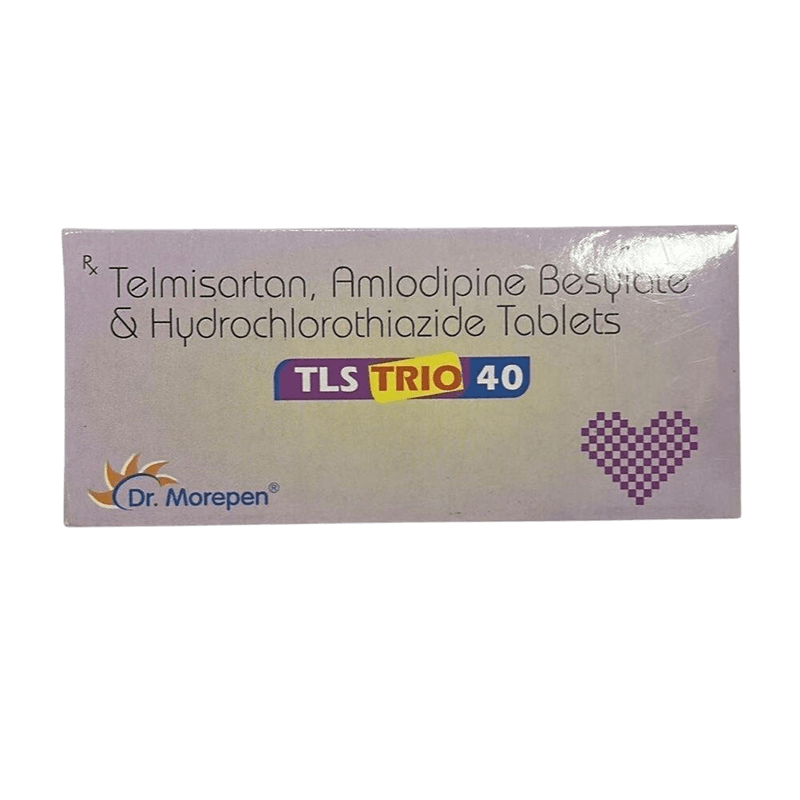 Rx Telmisartan, Amlodipine Besylate
& Hydrochlorothiazide Tablets
TLS TRIO 40
Dr. Morepen®